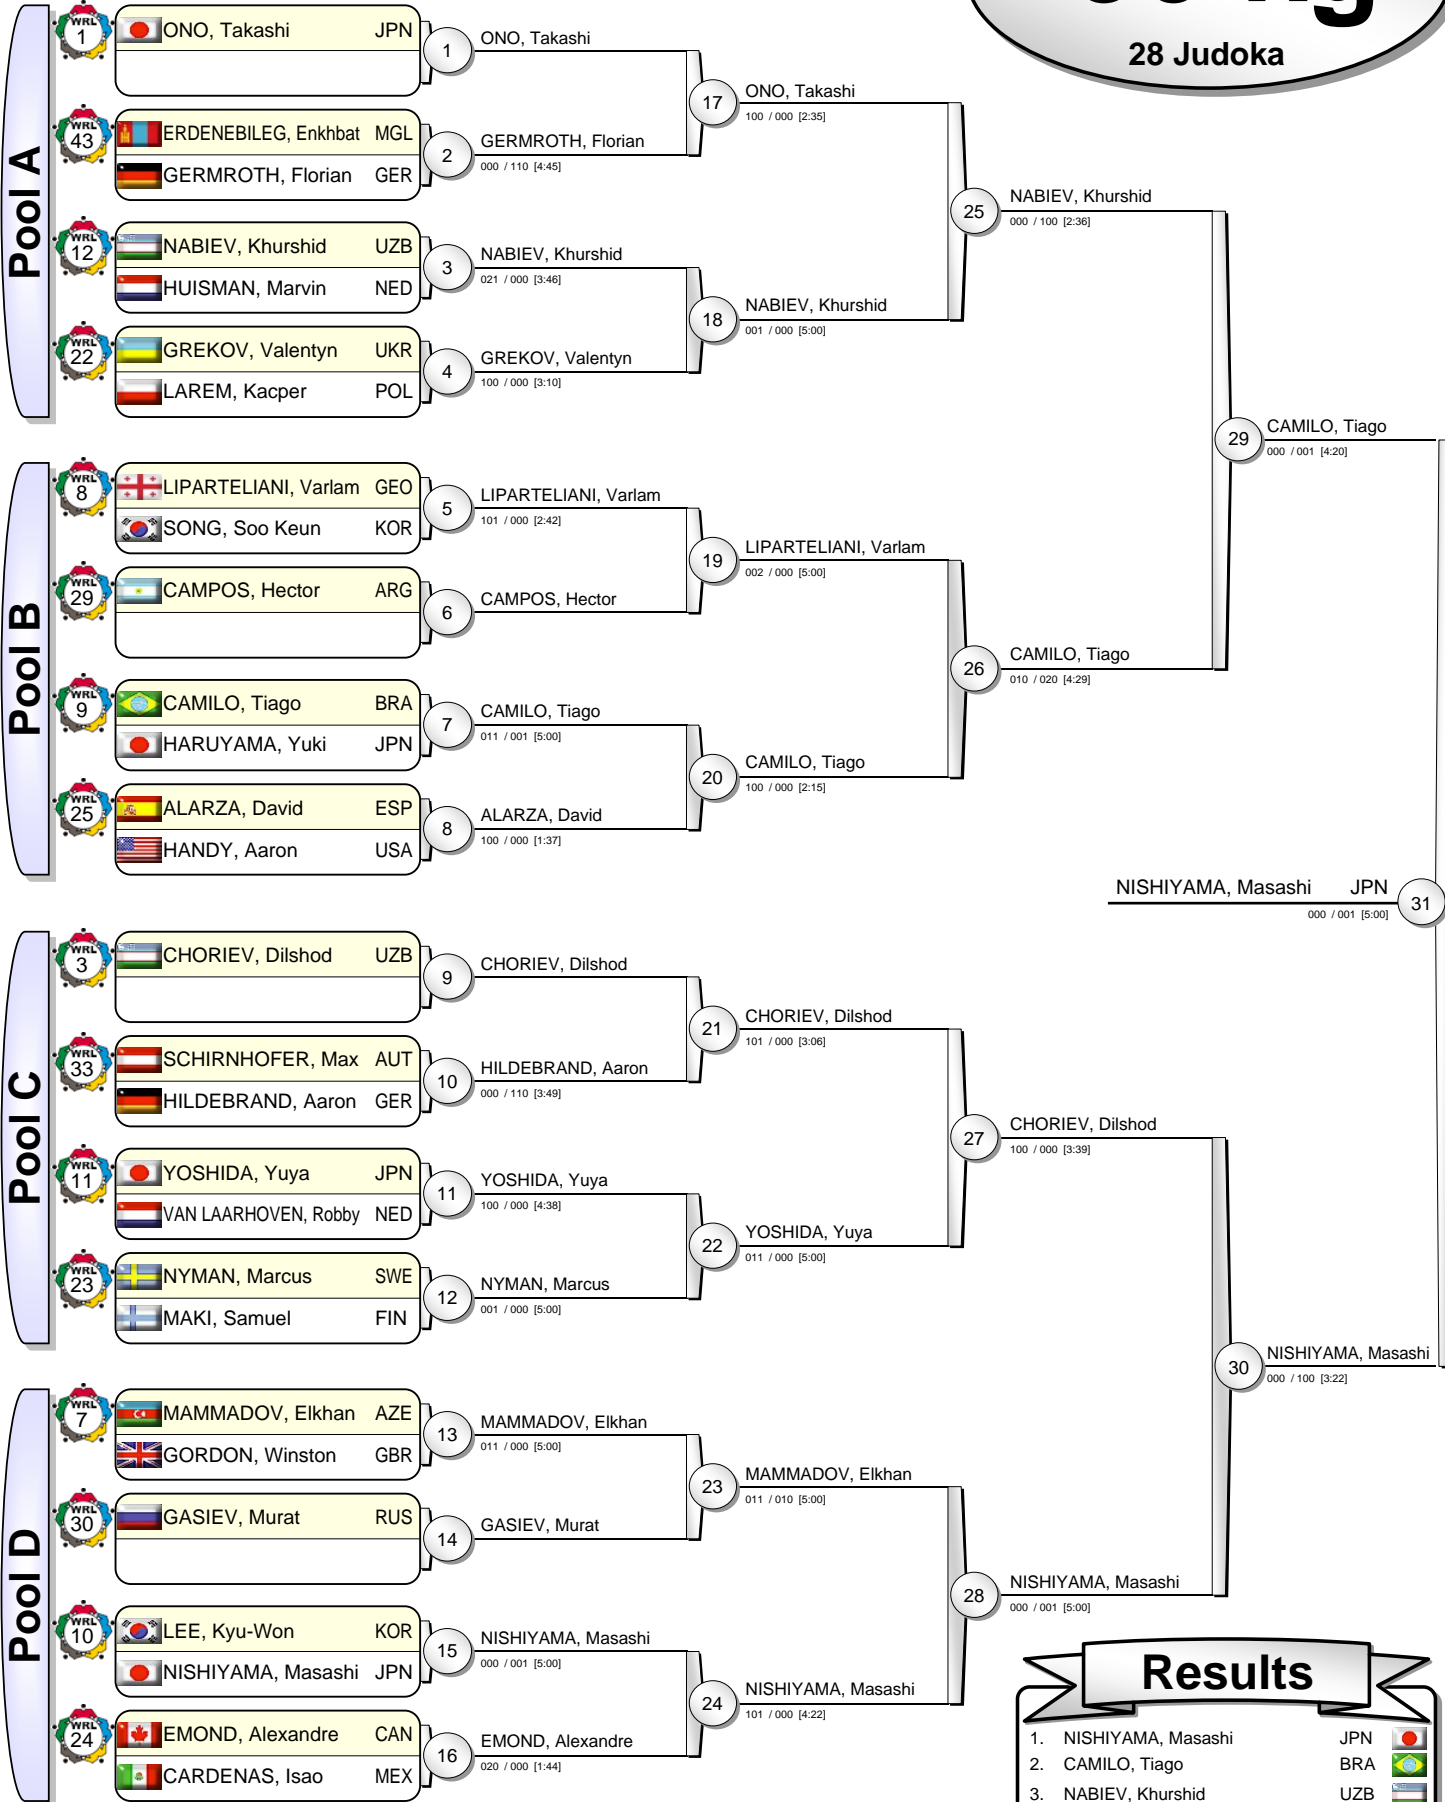 28 Judoka
Pool A
WRL 1
ONO, Takashi JPN
1
ONO, Takashi
WRL 43
ERDENEBILEG, Enkhbat MGL
GERMROTH, Florian GER
2
GERMROTH, Florian
000 / 110 [4:45]
17
ONO, Takashi
100 / 000 [2:35]
WRL 12
NABIEV, Khurshid UZB
HUISMAN, Marvin NED
3
NABIEV, Khurshid
021 / 000 [3:46]
WRL 22
GREKOV, Valentyn UKR
LAREM, Kacper POL
4
GREKOV, Valentyn
100 / 000 [3:10]
18
NABIEV, Khurshid
001 / 000 [5:00]
25
NABIEV, Khurshid
000 / 100 [2:36]
Pool B
WRL 8
LIPARTELIANI, Varlam GEO
SONG, Soo Keun KOR
5
LIPARTELIANI, Varlam
101 / 000 [2:42]
WRL 29
CAMPOS, Hector ARG
6
CAMPOS, Hector
19
LIPARTELIANI, Varlam
002 / 000 [5:00]
WRL 9
CAMILO, Tiago BRA
HARUYAMA, Yuki JPN
7
CAMILO, Tiago
011 / 001 [5:00]
WRL 25
ALARZA, David ESP
HANDY, Aaron USA
8
ALARZA, David
100 / 000 [1:37]
20
CAMILO, Tiago
100 / 000 [2:15]
26
CAMILO, Tiago
010 / 020 [4:29]
29
CAMILO, Tiago
000 / 001 [4:20]
NISHIYAMA, Masashi JPN
000 / 001 [5:00]
31
Pool C
WRL 3
CHORIEV, Dilshod UZB
9
CHORIEV, Dilshod
WRL 33
SCHIRNHOFER, Max AUT
HILDEBRAND, Aaron GER
10
HILDEBRAND, Aaron
000 / 110 [3:49]
21
CHORIEV, Dilshod
101 / 000 [3:06]
WRL 11
YOSHIDA, Yuya JPN
VAN LAARHOVEN, Robby NED
11
YOSHIDA, Yuya
100 / 000 [4:38]
WRL 23
NYMAN, Marcus SWE
MAKI, Samuel FIN
12
NYMAN, Marcus
001 / 000 [5:00]
22
YOSHIDA, Yuya
011 / 000 [5:00]
27
CHORIEV, Dilshod
100 / 000 [3:39]
Pool D
WRL 7
MAMMADOV, Elkhan AZE
GORDON, Winston GBR
13
MAMMADOV, Elkhan
011 / 000 [5:00]
WRL 30
GASIEV, Murat RUS
14
GASIEV, Murat
23
MAMMADOV, Elkhan
011 / 010 [5:00]
WRL 10
LEE, Kyu-Won KOR
NISHIYAMA, Masashi JPN
15
NISHIYAMA, Masashi
000 / 001 [5:00]
WRL 24
EMOND, Alexandre CAN
CARDENAS, Isao MEX
16
EMOND, Alexandre
020 / 000 [1:44]
24
NISHIYAMA, Masashi
101 / 000 [4:22]
28
NISHIYAMA, Masashi
000 / 001 [5:00]
30
NISHIYAMA, Masashi
000 / 100 [3:22]
Results
1. NISHIYAMA, Masashi JPN
2. CAMILO, Tiago BRA
3. NABIEV, Khurshid UZB